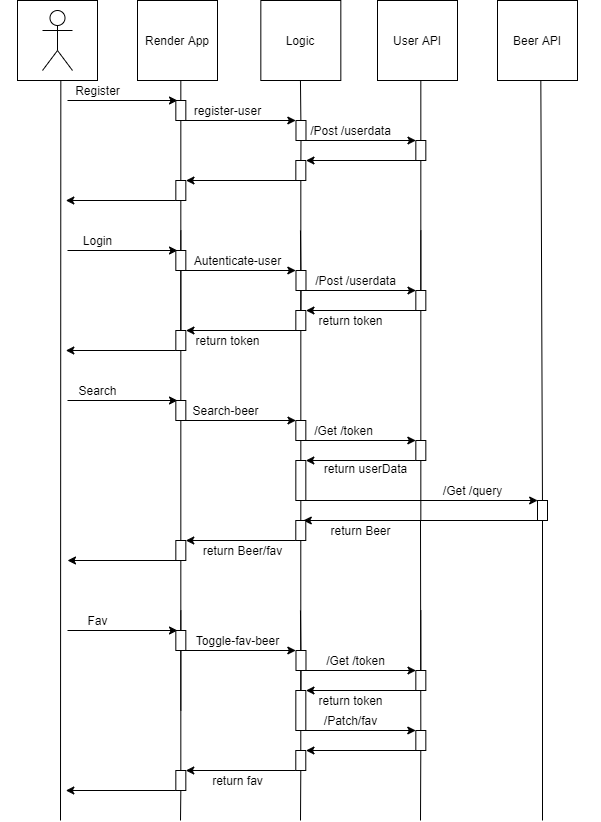 Render App
Logic
User API
Beer API
Register
register-user
/Post /userdata
Login
Autenticate-user
/Post /userdata
return token
return token
Search
Search-beer
/Get /token
return userData
/Get /query
return Beer
return Beer/fav
Fav
Toggle-fav-beer
/Get /token
return token
/Patch/fav
return fav